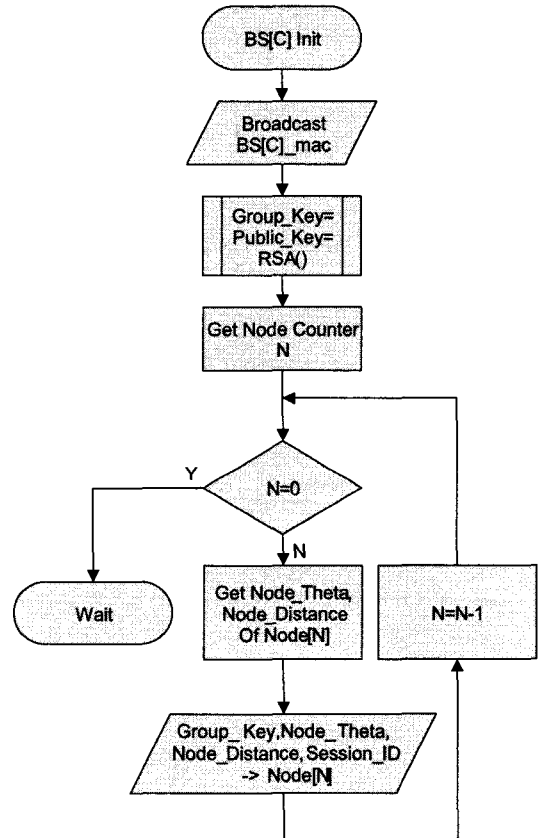 BS[C] Init
Broadcast
BS[C]_mac
Group_Key=
Public_Key=
RSA()
Get Node Counter
N
N=0
Y
N
Wait
Get Node_Theta,
Node_Distance
Of Node[N]
N=N-1
Group_Key,Node_Theta,
Node_Distance,Session_ID
-> Node[N]